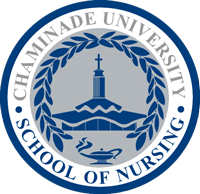 CHAMINADE UNIVERSITY
• SCHOOL OF NURSING •